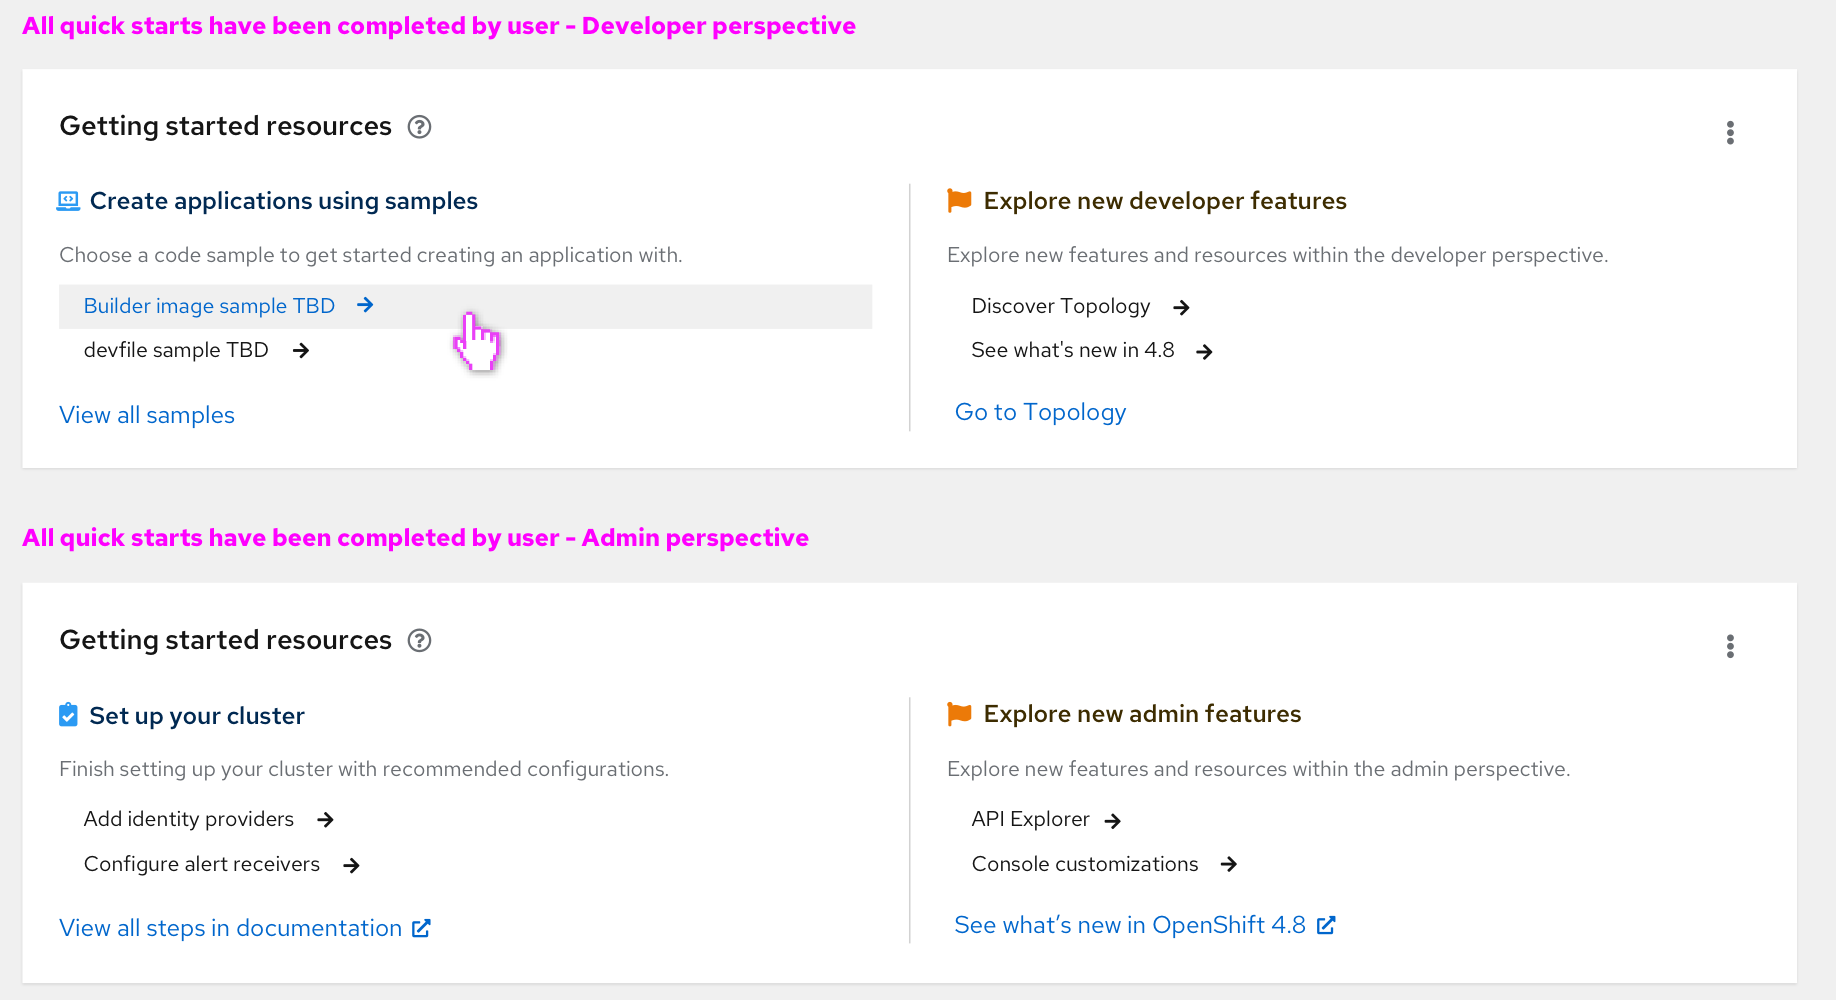 All quick starts have been completed by user - Developer perspective
Getting started resources
Create applications using samples
Choose a code sample to get started creating an application with.
Builder image sample TBD
devfile sample TBD
View all samples
Explore new developer features
Explore new features and resources within the developer perspective.
Discover Topology
See what's new in 4.8
Go to Topology
All quick starts have been completed by user - Admin perspective
Getting started resources
Set up your cluster
Finish setting up your cluster with recommended configurations.
Add identity providers
Configure alert receivers
View all steps in documentation
Explore new admin features
Explore new features and resources within the admin perspective.
API Explorer
Console customizations
See what’s new in OpenShift 4.8